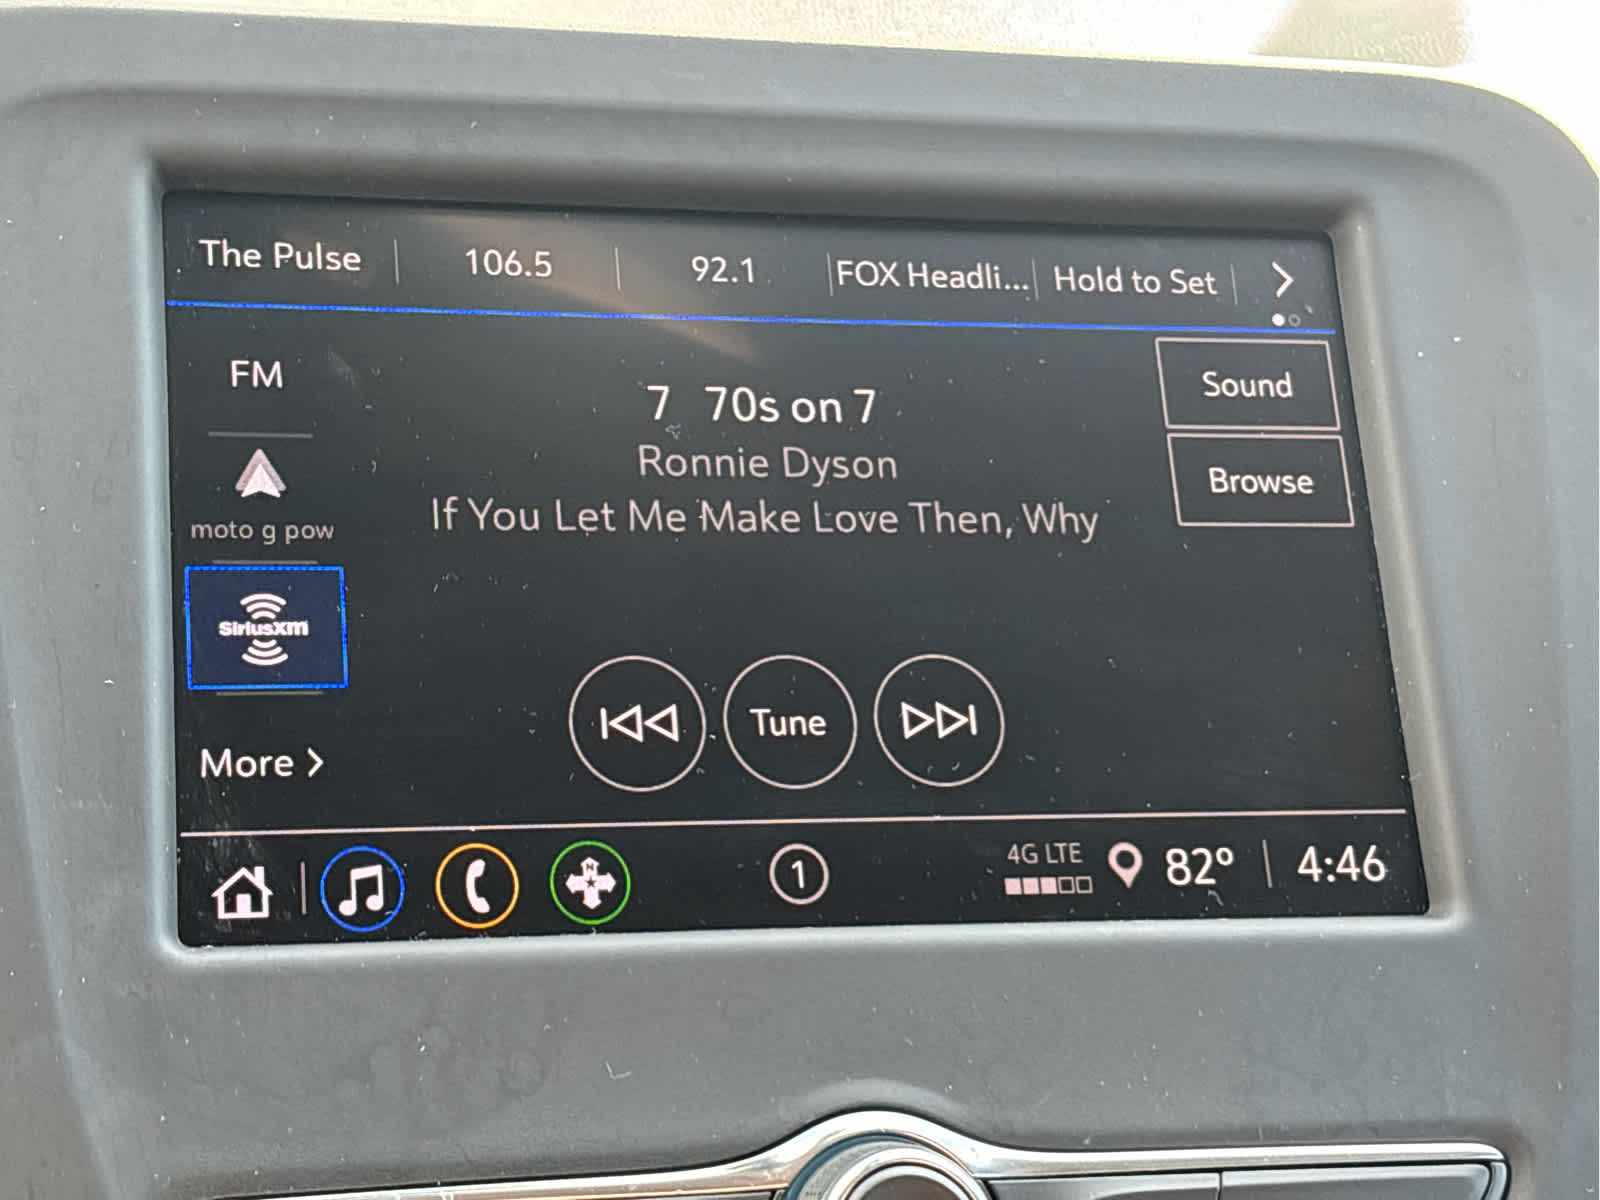 The Pulse 106.5 92.1 FOX Headli... Hold to Set
FM
7 70s on 7
Sound
Ronnie Dyson
Browse
If You Let Me Make Love Then, Why
moto g pow
SiriusXM
Tune
More >
N
1
4G LTE
82° 4:46